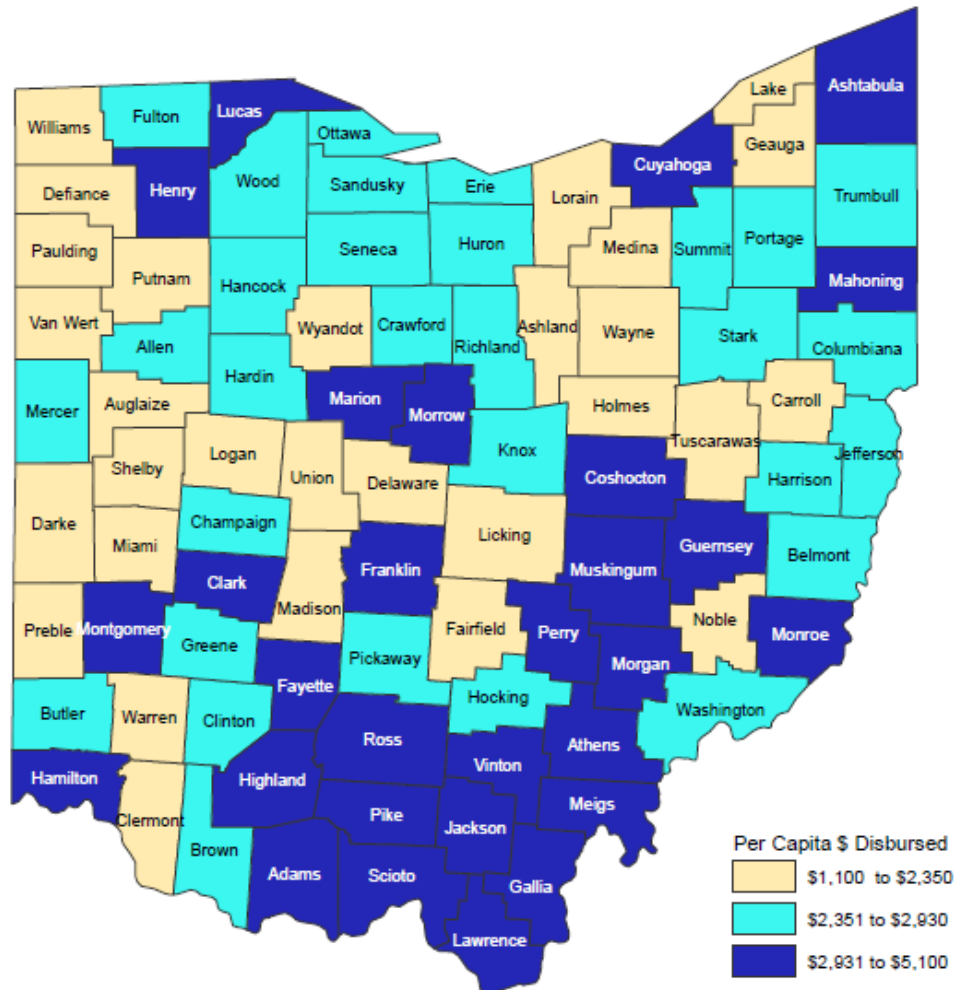 Lake
Ashtabula
Williams
Fulton
Lucas
Ottawa
Geauga
Cuyahoga
Henry
Wood
Sandusky
Erie
Lorain
Trumbull
Defiance
Seneca
Huron
Medina
Summit
Portage
Paulding
Putnam
Hancock
Mahoning
Van Wert
Allen
Wyandot
Crawford
Richland
Ashland
Wayne
Stark
Columbiana
Hardin
Mercer
Auglaize
Marion
Morrow
Holmes
Carroll
Tuscarawas
Logan
Knox
Jefferson
Shelby
Union
Delaware
Coshocton
Harrison
Darke
Champaign
Licking
Miami
Guernsey
Belmont
Franklin
Muskingum
Clark
Madison
Preble
Montgomery
Fairfield
Perry
Noble
Monroe
Greene
Pickaway
Morgan
Fayette
Hocking
Butler
Warren
Clinton
Washington
Ross
Athens
Hamilton
Highland
Vinton
Clermont
Pike
Jackson
Meigs
Brown
Adams
Scioto
Gallia
Lawrence
Per Capita $ Disbursed
$1,100 to $2,350
$2,351 to $2,930
$2,931 to $5,100